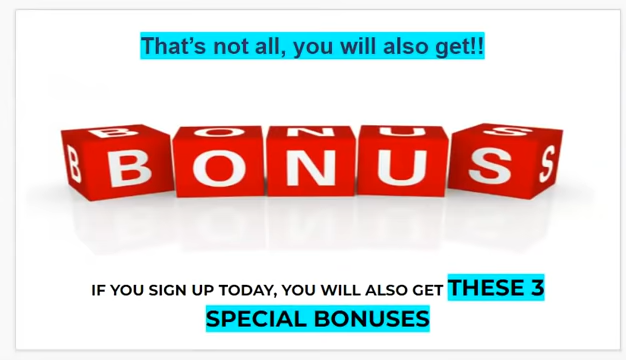 That's not all, you will also get!!
BONUS
IF YOU SIGN UP TODAY, YOU WILL ALSO GET THESE 3
SPECIAL BONUSES